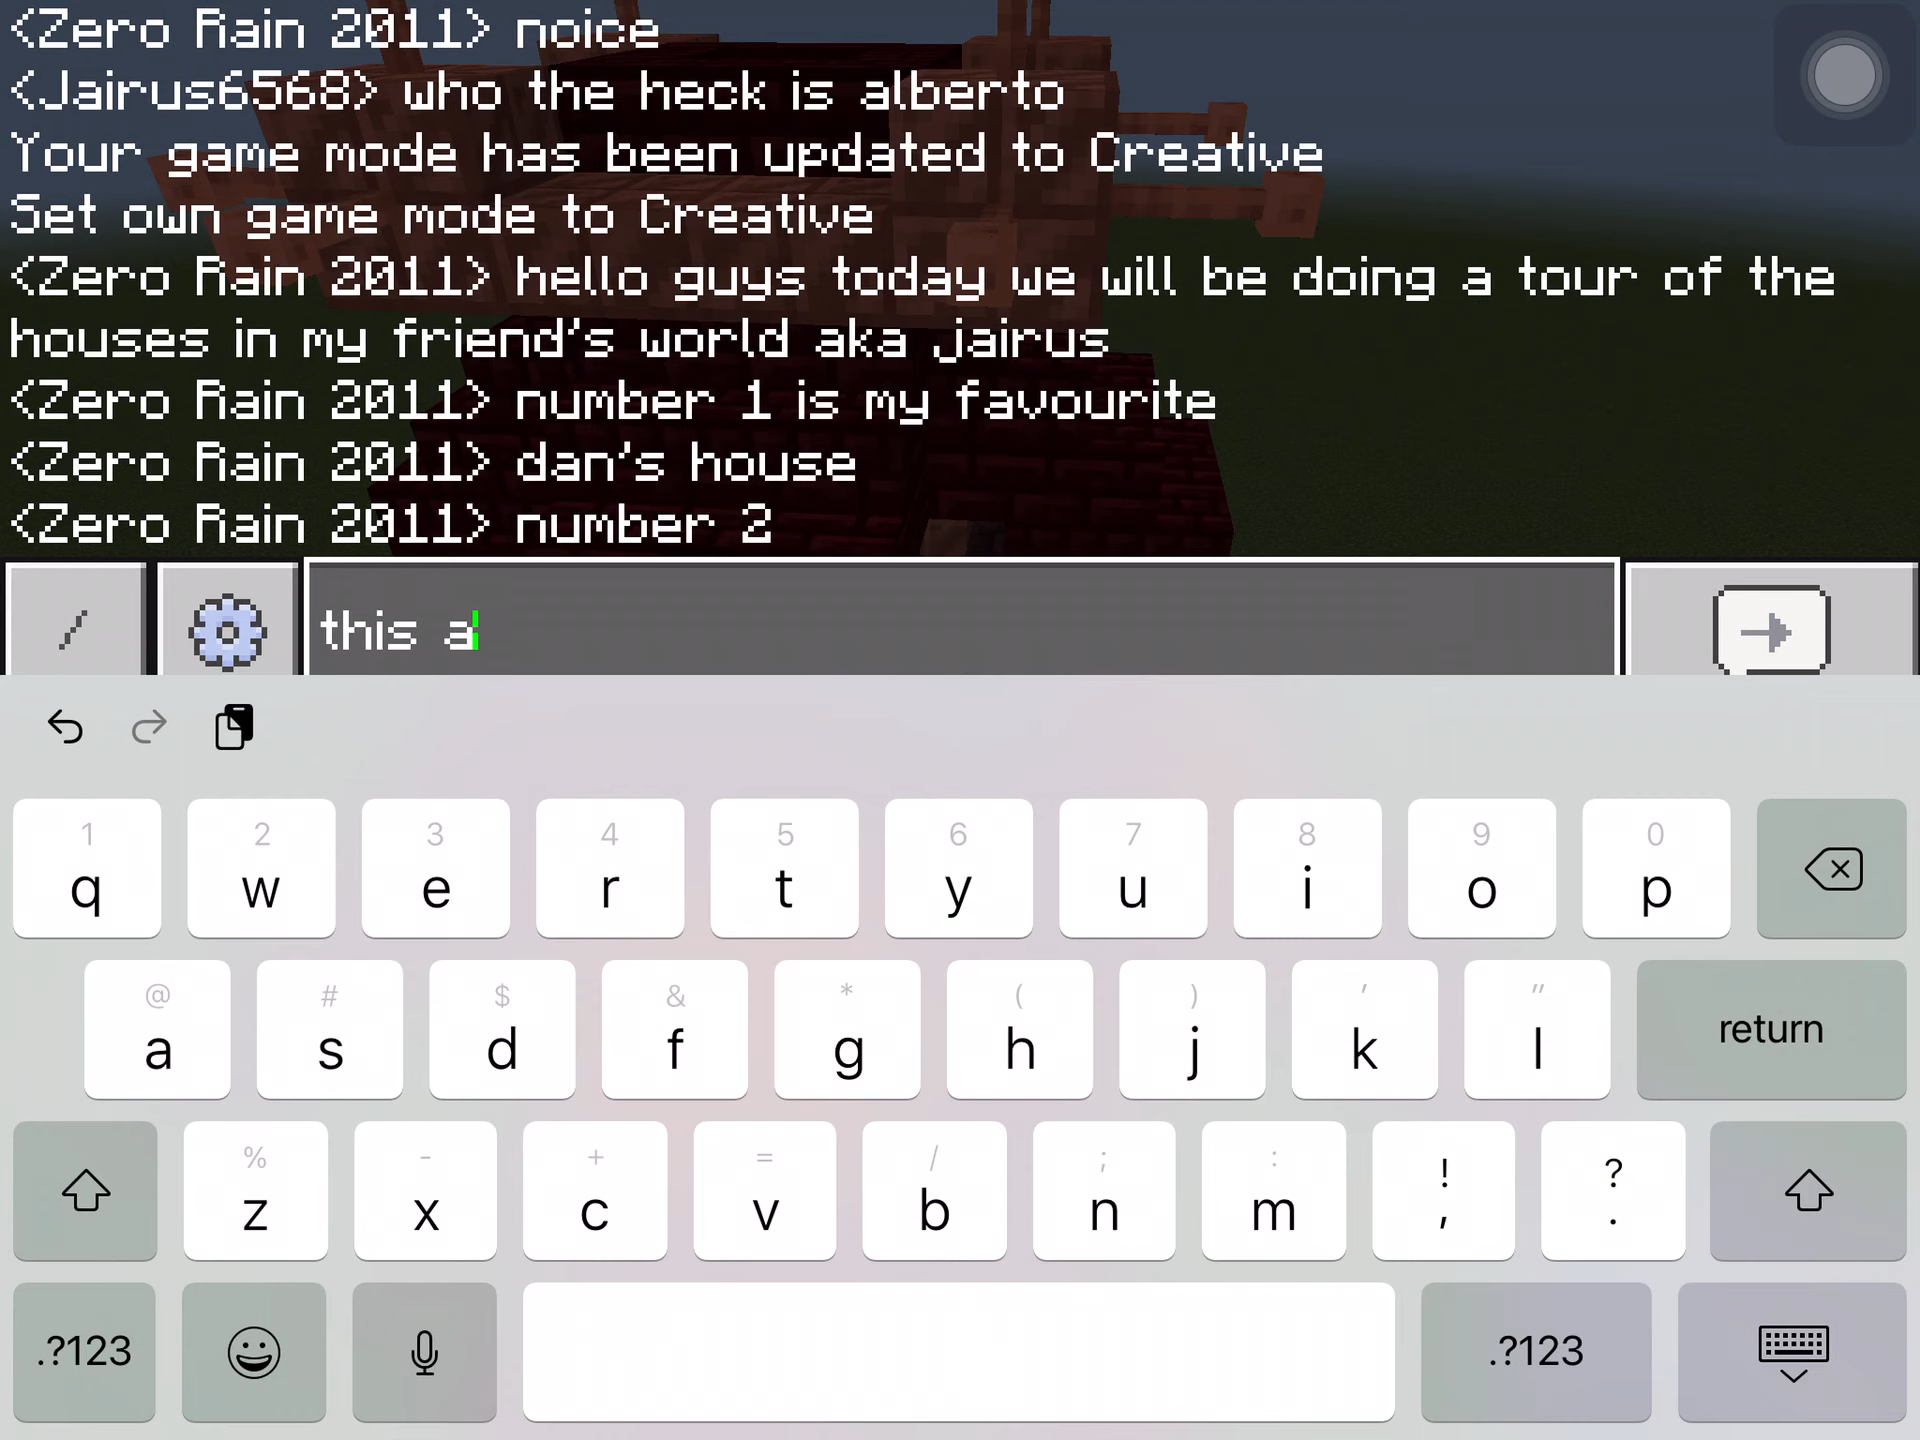 <Zero Rain 2011> noice
<Jairus6568> who the heck is alberto
Your game mode has been updated to Creative
Set own game mode to Creative
<Zero Rain 2011> hello guys today we will be doing a tour of the
houses in my friend's world aka jairus
<Zero Rain 2011> number 1 is my favourite
<Zero Rain 2011> dan's house
<Zero Rain 2011> number 2
/ this a
1 2 3 4 5 6 7 8 9 0
q w e r t y u i o p
@ # $ & * ( ) ' "
a s d f g h j k l return
% - + = / ; : ! ?
z x c v b n m , .
.?123 .?123